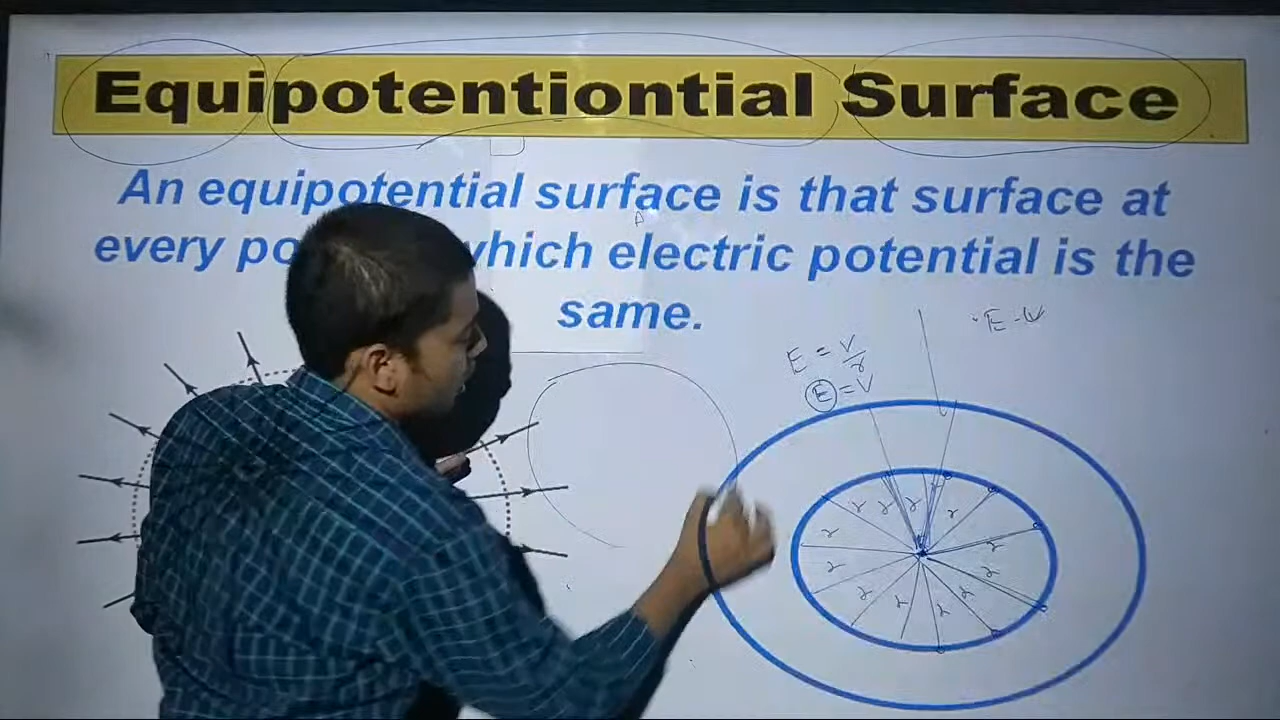 Equipotentiontial Surface
An equipotential surface is that surface at
every po which electric potential is the
same.
E = V/r
E = V
r r r r r
r r
r r
r r r